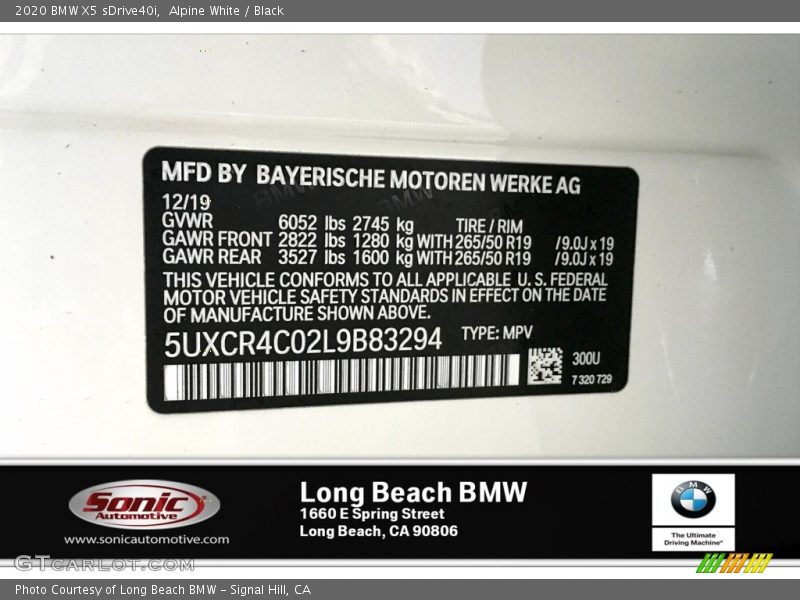 2020 BMW X5 sDrive40i,  Alpine White / Black
MFD BY BAYERISCHE MOTOREN WERKE AG
12/19
GVWR 6052 lbs 2745 kg TIRE / RIM
GAWR FRONT 2822 lbs 1280 kg WITH 265/50 R19 /9.0J x 19
GAWR REAR 3527 lbs 1600 kg WITH 265/50 R19 /9.0J x 19
THIS VEHICLE CONFORMS TO ALL APPLICABLE U. S. FEDERAL
MOTOR VEHICLE SAFETY STANDARDS IN EFFECT ON THE DATE
OF MANUFACTURE SHOWN ABOVE.
5UXCR4C02L9B83294 TYPE: MPV
300U
7 320 729
Sonic
Automotive
www.sonicautomotive.com
Long Beach BMW
1660 E Spring Street
Long Beach, CA 90806
BMW
The Ultimate
Driving Machine®
GTCarLot.com
Photo Courtesy of Long Beach BMW - Signal Hill, CA